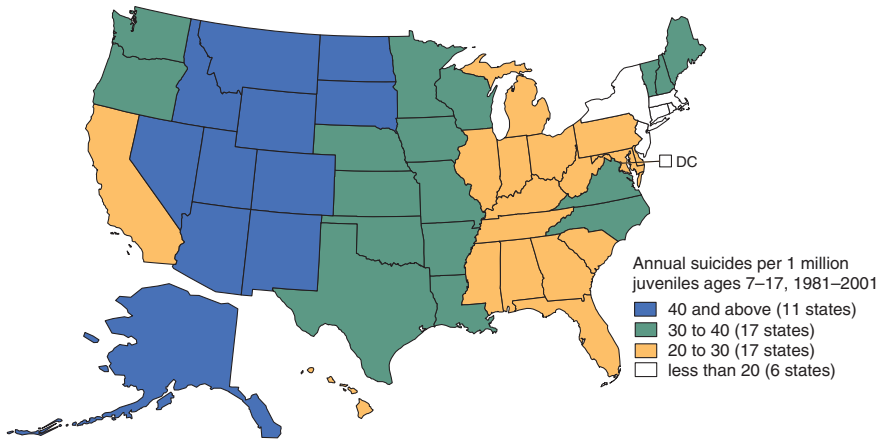 DC
Annual suicides per 1 million
juveniles ages 7–17, 1981–2001
40 and above (11 states)
30 to 40 (17 states)
20 to 30 (17 states)
less than 20 (6 states)